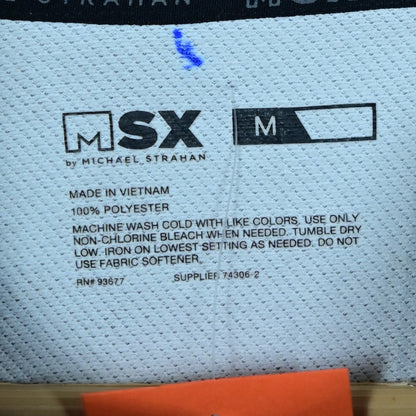 STRAHAN
MSX
MSX M
by MICHAEL STRAHAN
MADE IN VIETNAM
100% POLYESTER
MACHINE WASH COLD WITH LIKE COLORS. USE ONLY
NON-CHLORINE BLEACH WHEN NEEDED. TUMBLE DRY
LOW. IRON ON LOWEST SETTING AS NEEDED. DO NOT
USE FABRIC SOFTENER.
RN# 93677 SUPPLIER 74306-2